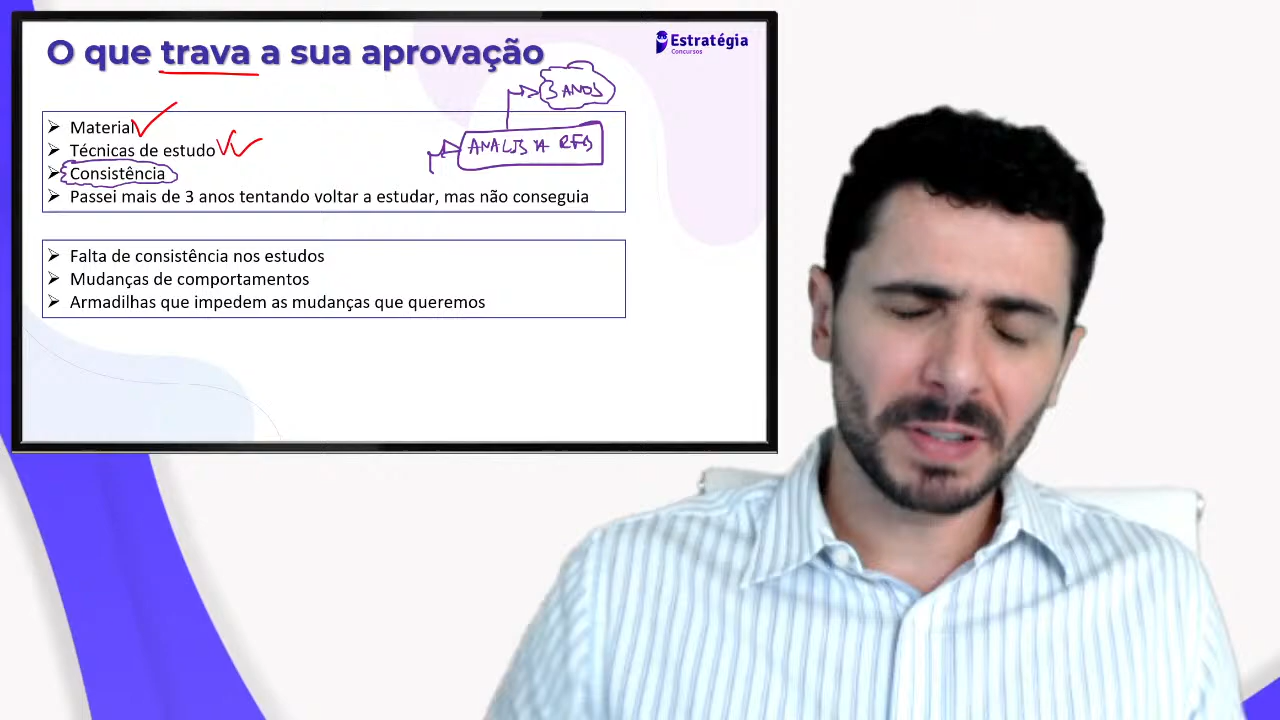 O que trava a sua aprovação
Estratégia
Concursos
3 ANOS
Material
ANALISTA RFB
Técnicas de estudo
Consistência
Passei mais de 3 anos tentando voltar a estudar, mas não conseguia
Falta de consistência nos estudos
Mudanças de comportamentos
Armadilhas que impedem as mudanças que queremos